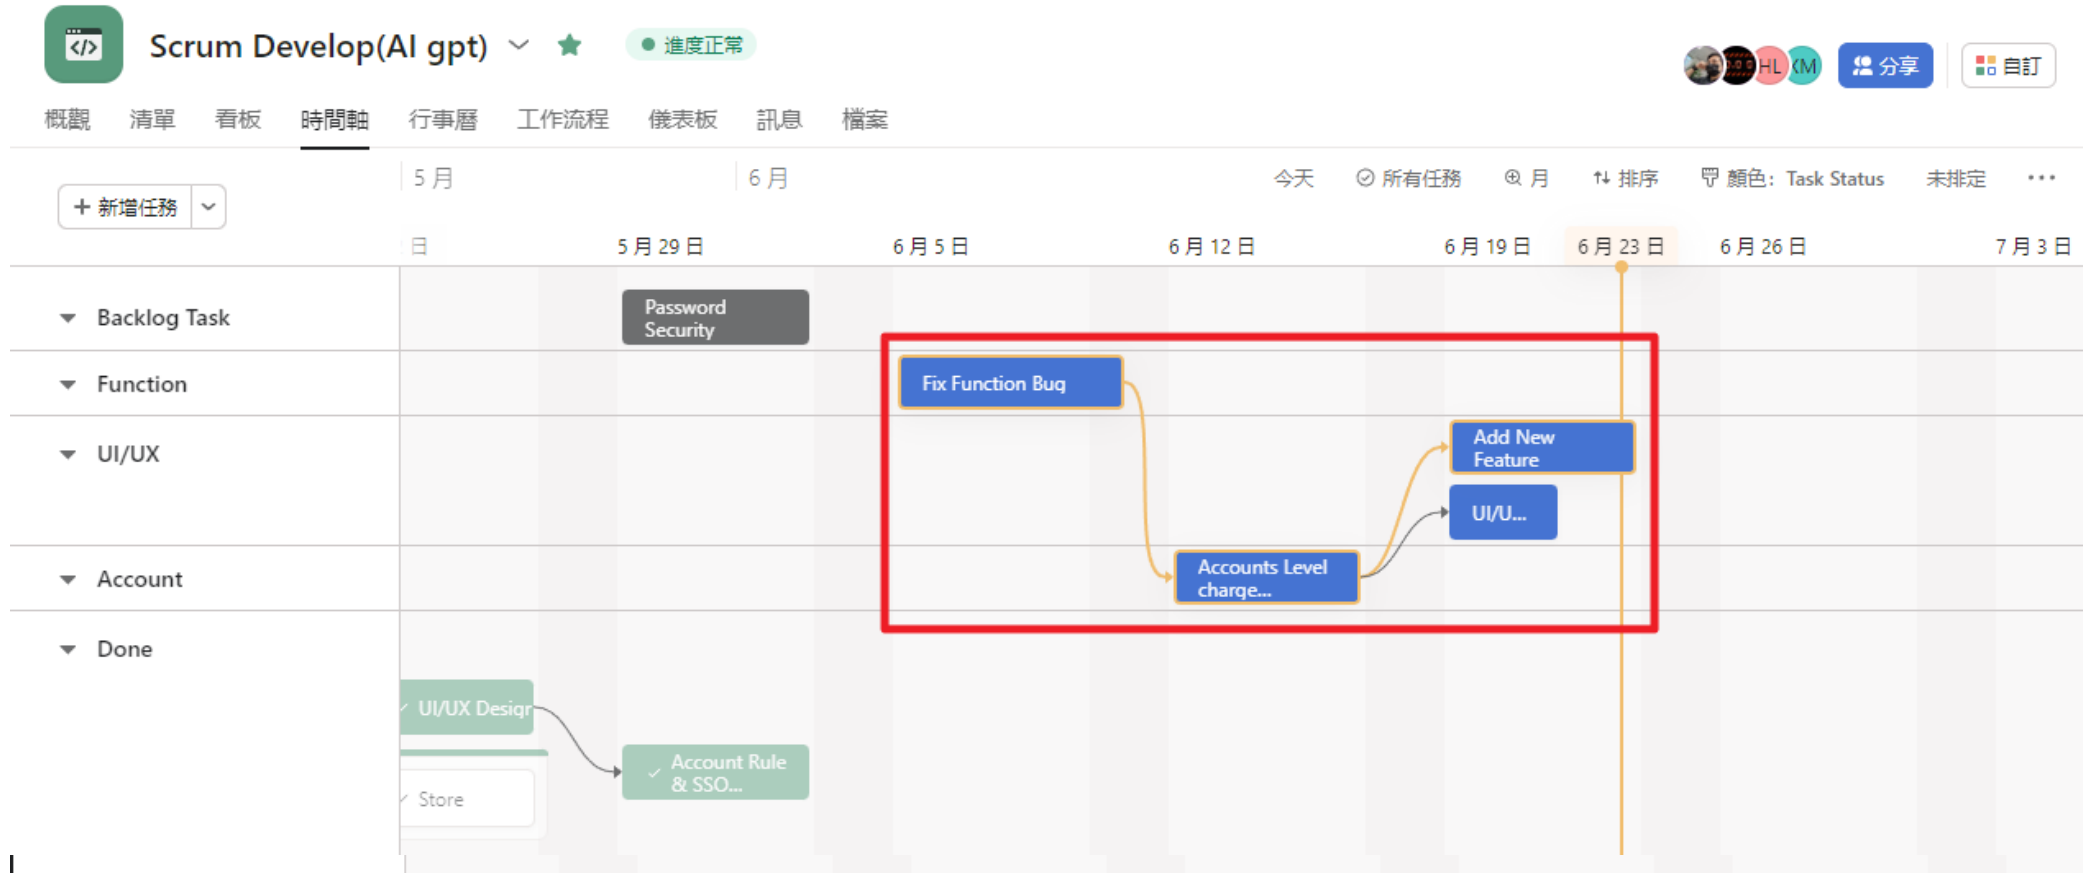 Scrum Develop(AI gpt)
進度正常
HL
KM
分享
自訂
概觀
清單
看板
時間軸
行事曆
工作流程
儀表板
訊息
檔案
新增任務
5 月
6 月
今天
所有任務
月
排序
顏色: Task Status
未排定
日
5 月 29 日
6 月 5 日
6 月 12 日
6 月 19 日
6 月 23 日
6 月 26 日
7 月 3 日
Backlog Task
Password
Security
Function
Fix Function Bug
UI/UX
Add New
Feature
UI/U...
Account
Accounts Level
charge...
Done
UI/UX Design
Account Rule
& SSO...
Store